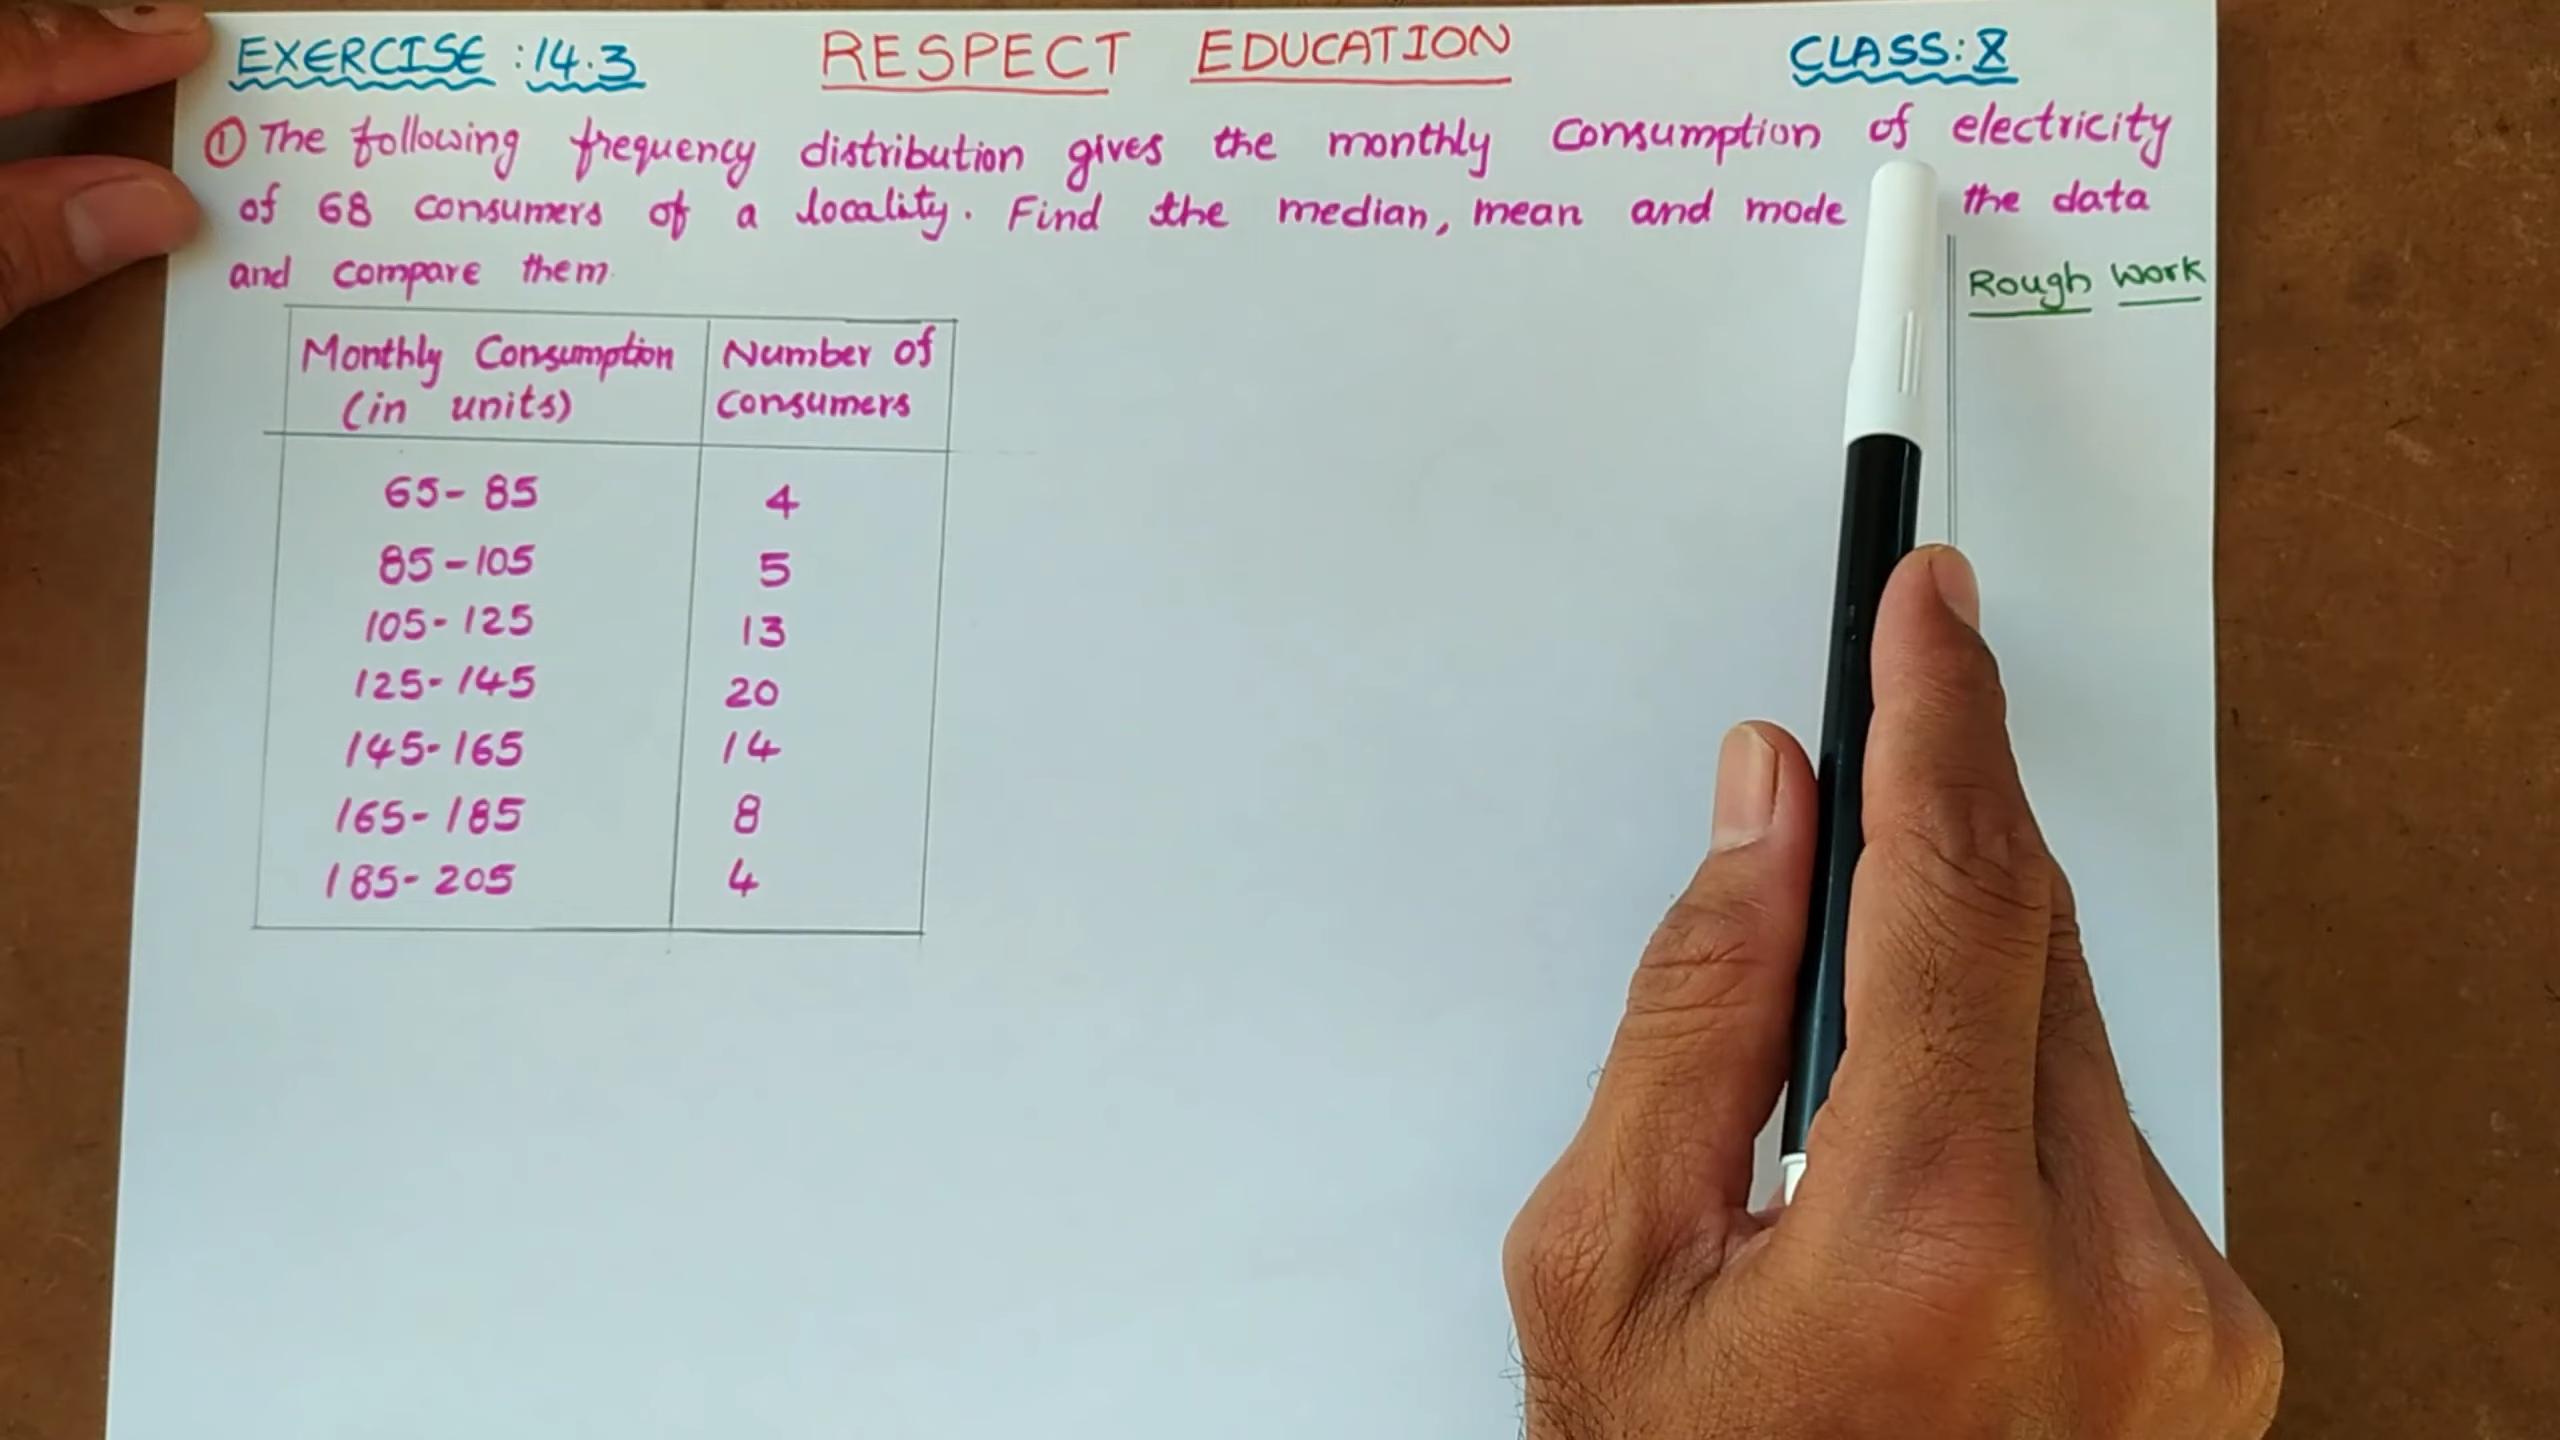 EXERCISE : 14.3 RESPECT EDUCATION CLASS: X
① The following frequency distribution gives the monthly consumption of electricity
of 68 consumers of a locality. Find the median, mean and mode the data
and compare them.
Rough work
Monthly Consumption (in units) Number of consumers
65-85 4
85-105 5
105-125 13
125-145 20
145-165 14
165-185 8
185-205 4